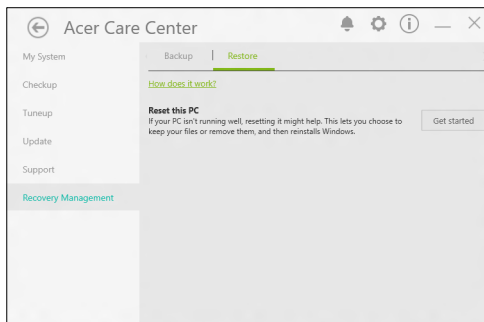 Acer Care Center
My System
Backup
Restore
Checkup
How does it work?
Tuneup
Reset this PC
If your PC isn't running well, resetting it might help. This lets you choose to
keep your files or remove them, and then reinstalls Windows.
Get started
Update
Support
Recovery Management